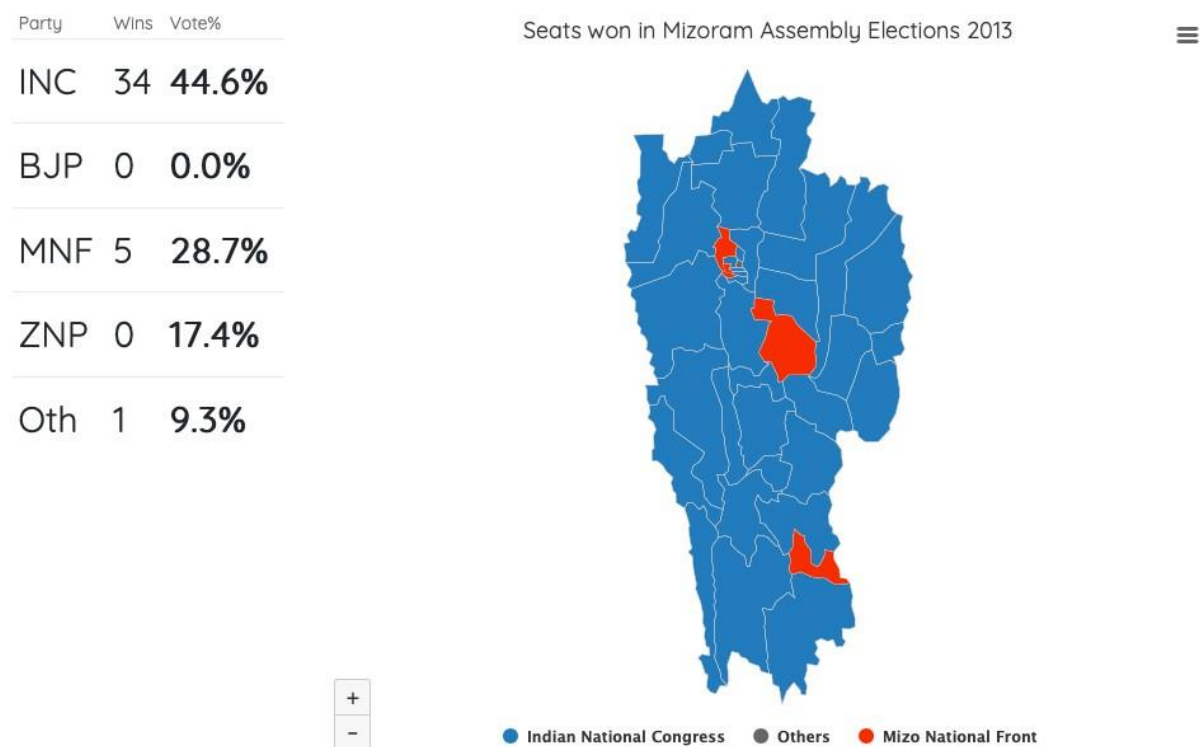 Party Wins Vote%
INC 34 44.6%
BJP 0 0.0%
MNF 5 28.7%
ZNP 0 17.4%
Oth 1 9.3%
Seats won in Mizoram Assembly Elections 2013
+
−
Indian National Congress Others Mizo National Front